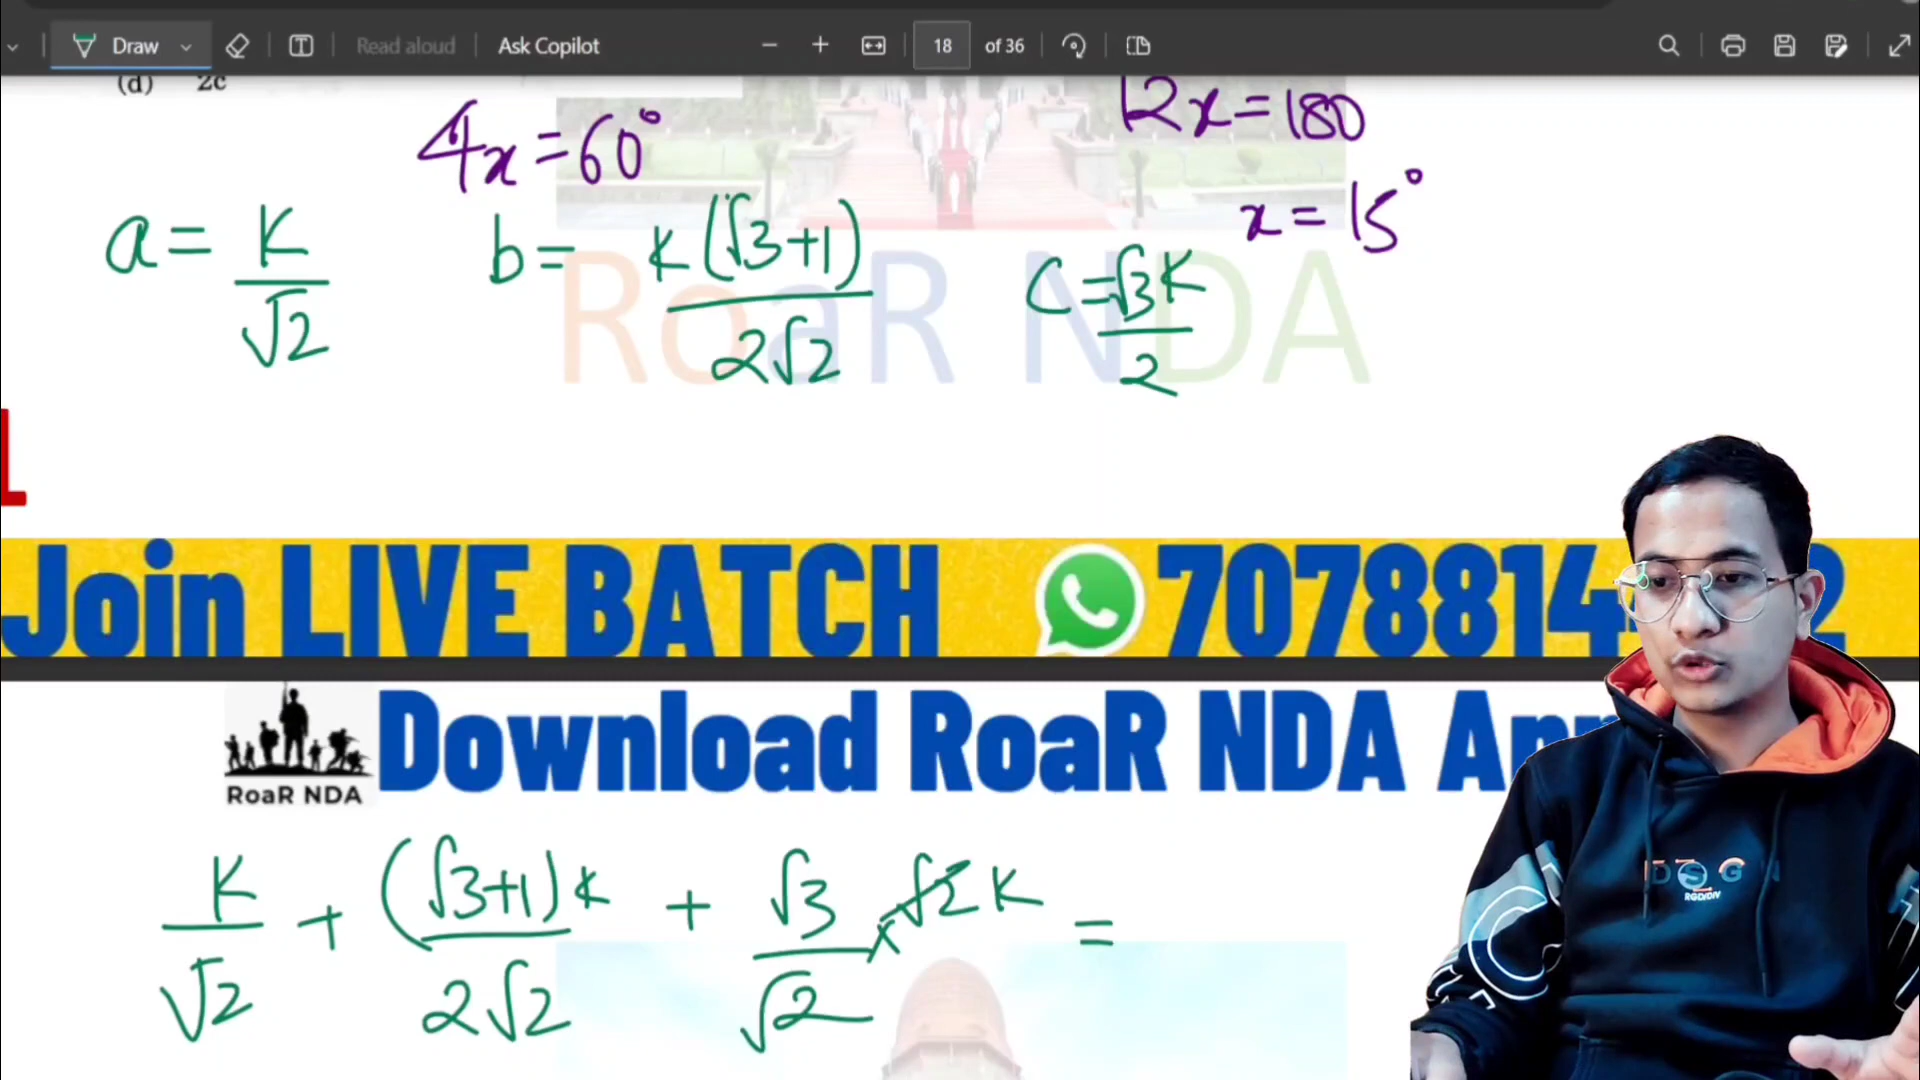 Draw
Read aloud
Ask Copilot
18 of 36
(d) 2c
4x = 60°
12x = 180
x = 15°
a = K/√2
b = K(√3+1)/2√2
C = √3K/2
RoaR NDA
Join LIVE BATCH
RoaR NDA
Download RoaR NDA
K/√2 + (√3+1)K/2√2 + √3/√2 × √2 K =